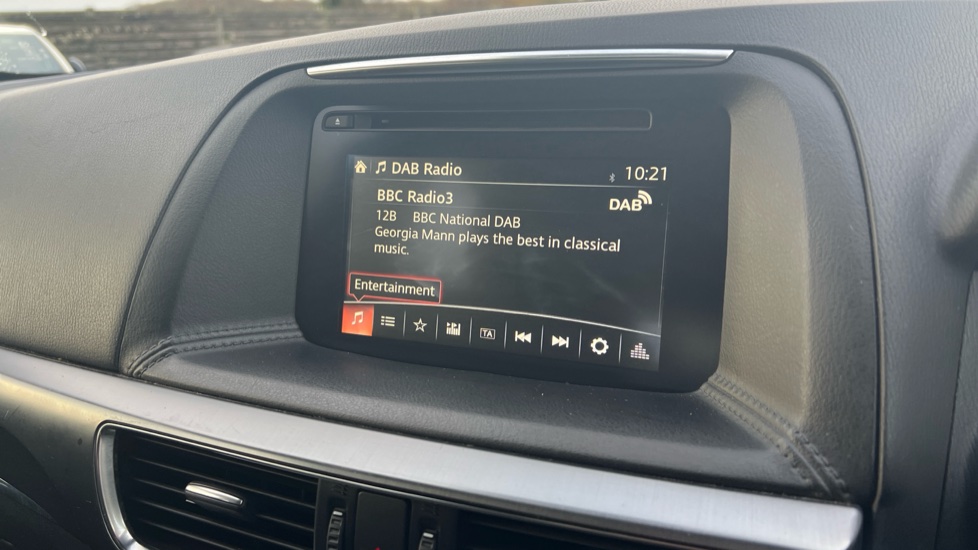 DAB Radio 10:21
BBC Radio3 DAB
12B BBC National DAB
Georgia Mann plays the best in classical
music.
Entertainment
TA